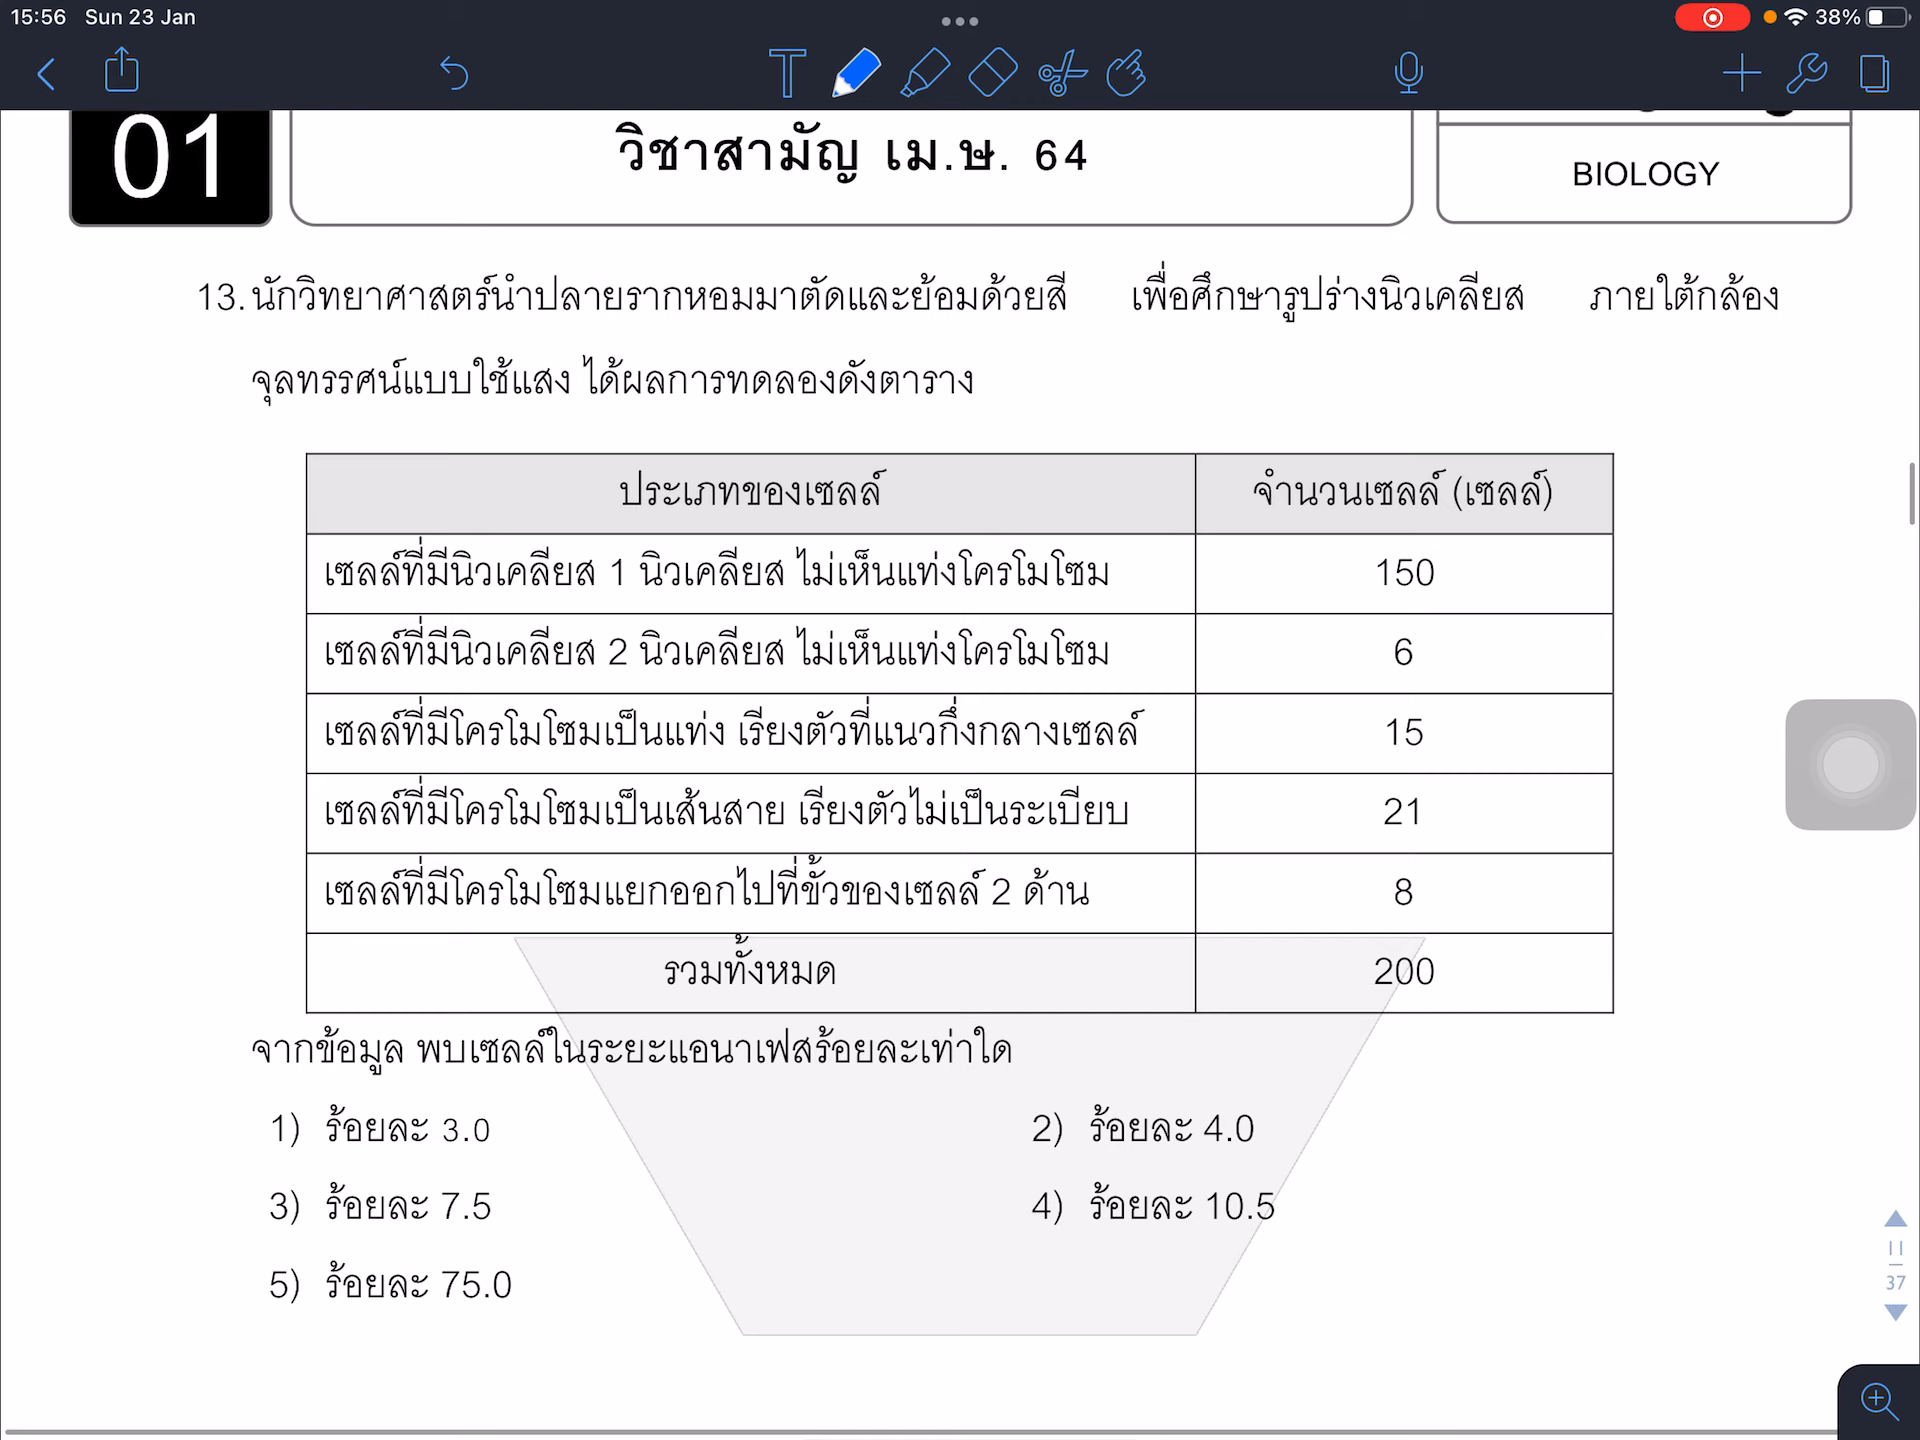 15:56 Sun 23 Jan
38%
01
วิชาสามัญ เม.ษ. 64
BIOLOGY
13. นักวิทยาศาสตร์นำปลายรากหอมมาตัดและย้อมด้วยสี เพื่อศึกษารูปร่างนิวเคลียส ภายใต้กล้อง
จุลทรรศน์แบบใช้แสง ได้ผลการทดลองดังตาราง
ประเภทของเซลล์ จำนวนเซลล์ (เซลล์)
เซลล์ที่มีนิวเคลียส 1 นิวเคลียส ไม่เห็นแท่งโครโมโซม 150
เซลล์ที่มีนิวเคลียส 2 นิวเคลียส ไม่เห็นแท่งโครโมโซม 6
เซลล์ที่มีโครโมโซมเป็นแท่ง เรียงตัวที่แนวกึ่งกลางเซลล์ 15
เซลล์ที่มีโครโมโซมเป็นเส้นสาย เรียงตัวไม่เป็นระเบียบ 21
เซลล์ที่มีโครโมโซมแยกออกไปที่ขั้วของเซลล์ 2 ด้าน 8
รวมทั้งหมด 200
จากข้อมูล พบเซลล์ในระยะแอนาเฟสร้อยละเท่าใด
1) ร้อยละ 3.0 2) ร้อยละ 4.0
3) ร้อยละ 7.5 4) ร้อยละ 10.5
5) ร้อยละ 75.0
11
37